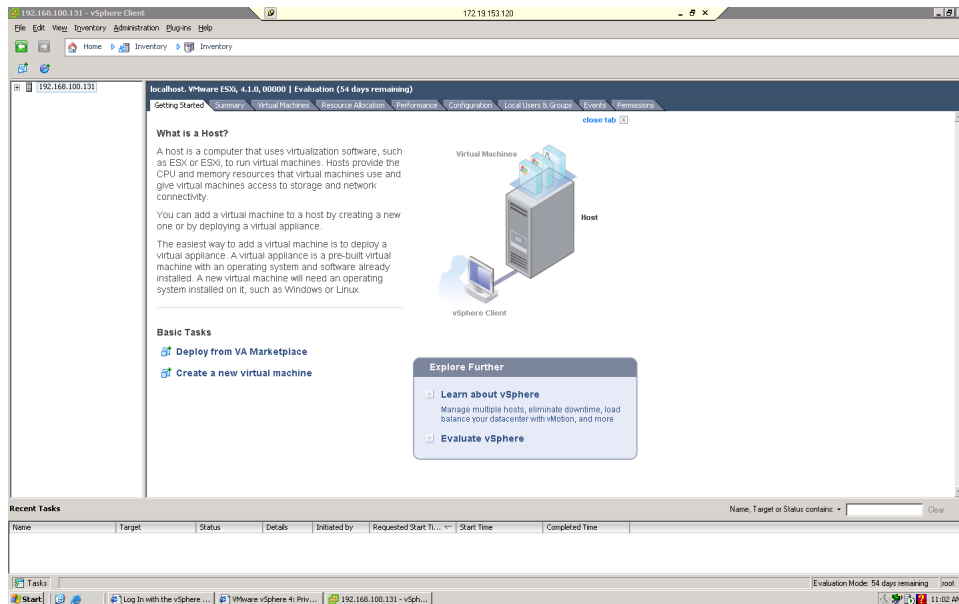 192.168.100.131 - vSphere Client
172.19.153.120
File Edit View Inventory Administration Plug-ins Help
Home Inventory Inventory
192.168.100.131
localhost. VMware ESXi, 4.1.0, 00000 | Evaluation (54 days remaining)
Getting Started Summary Virtual Machines Resource Allocation Performance Configuration Local Users & Groups Events Permissions
close tab X
What is a Host?
A host is a computer that uses virtualization software, such
as ESX or ESXi, to run virtual machines. Hosts provide the
CPU and memory resources that virtual machines use and
give virtual machines access to storage and network
connectivity.
You can add a virtual machine to a host by creating a new
one or by deploying a virtual appliance.
The easiest way to add a virtual machine is to deploy a
virtual appliance. A virtual appliance is a pre-built virtual
machine with an operating system and software already
installed. A new virtual machine will need an operating
system installed on it, such as Windows or Linux.
Virtual Machines
Host
vSphere Client
Basic Tasks
Deploy from VA Marketplace
Create a new virtual machine
Explore Further
Learn about vSphere
Manage multiple hosts, eliminate downtime, load
balance your datacenter with vMotion, and more
Evaluate vSphere
Recent Tasks
Name, Target or Status contains:
Clear
Name Target Status Details Initiated by Requested Start Ti... Start Time Completed Time
Tasks
Evaluation Mode: 54 days remaining root
Start Log In with the vSphere ... VMware vSphere 4: Priv... 192.168.100.131 - vSph... 11:02 AM